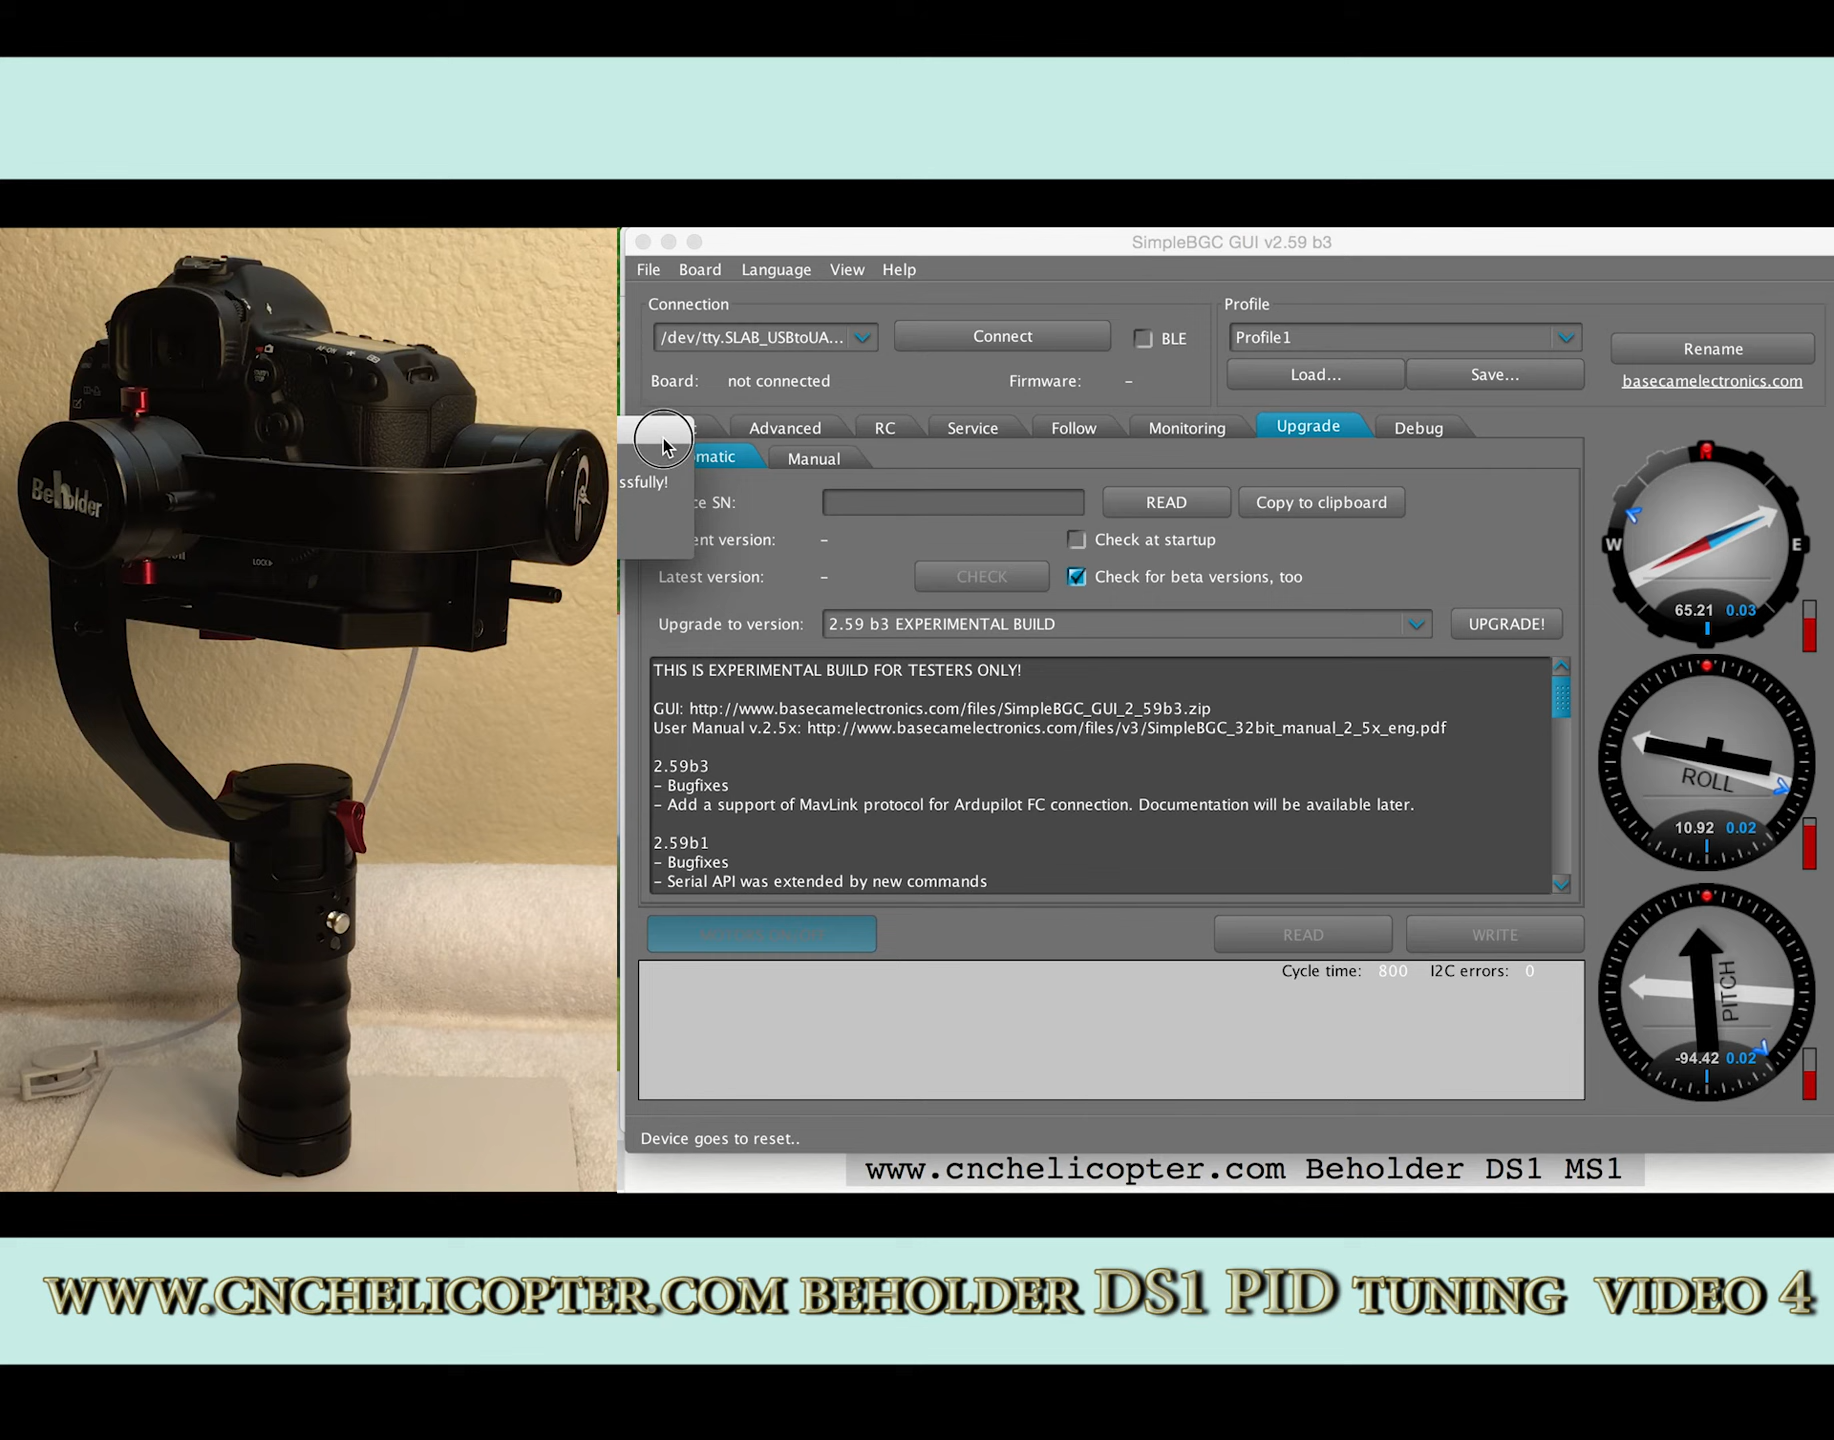 SimpleBGC GUI v2.59 b3
File Board Language View Help
Connection
Profile
/dev/tty.SLAB_USBtoUA...
Connect
BLE
Profile1
Rename
Board: not connected
Firmware: –
Load...
Save...
basecamelectronics.com
Advanced RC Service Follow Monitoring Upgrade Debug
matic
Manual
ssfully!
ce SN:
READ
Copy to clipboard
ent version: –
Check at startup
Latest version: –
CHECK
Check for beta versions, too
Upgrade to version:
2.59 b3 EXPERIMENTAL BUILD
UPGRADE!
THIS IS EXPERIMENTAL BUILD FOR TESTERS ONLY!
GUI: http://www.basecamelectronics.com/files/SimpleBGC_GUI_2_59b3.zip
User Manual v.2.5x: http://www.basecamelectronics.com/files/v3/SimpleBGC_32bit_manual_2_5x_eng.pdf
2.59b3
– Bugfixes
– Add a support of MavLink protocol for Ardupilot FC connection. Documentation will be available later.
2.59b1
– Bugfixes
– Serial API was extended by new commands
READ
WRITE
Cycle time: 800 I2C errors: 0
Device goes to reset..
W
E
65.21 0.03
ROLL
10.92 0.02
PITCH
-94.42 0.02
Beholder
LOCK
AF-ON
www.cnchelicopter.com Beholder DS1 MS1
WWW.CNCHELICOPTER.COM BEHOLDER DS1 PID TUNING VIDEO 4